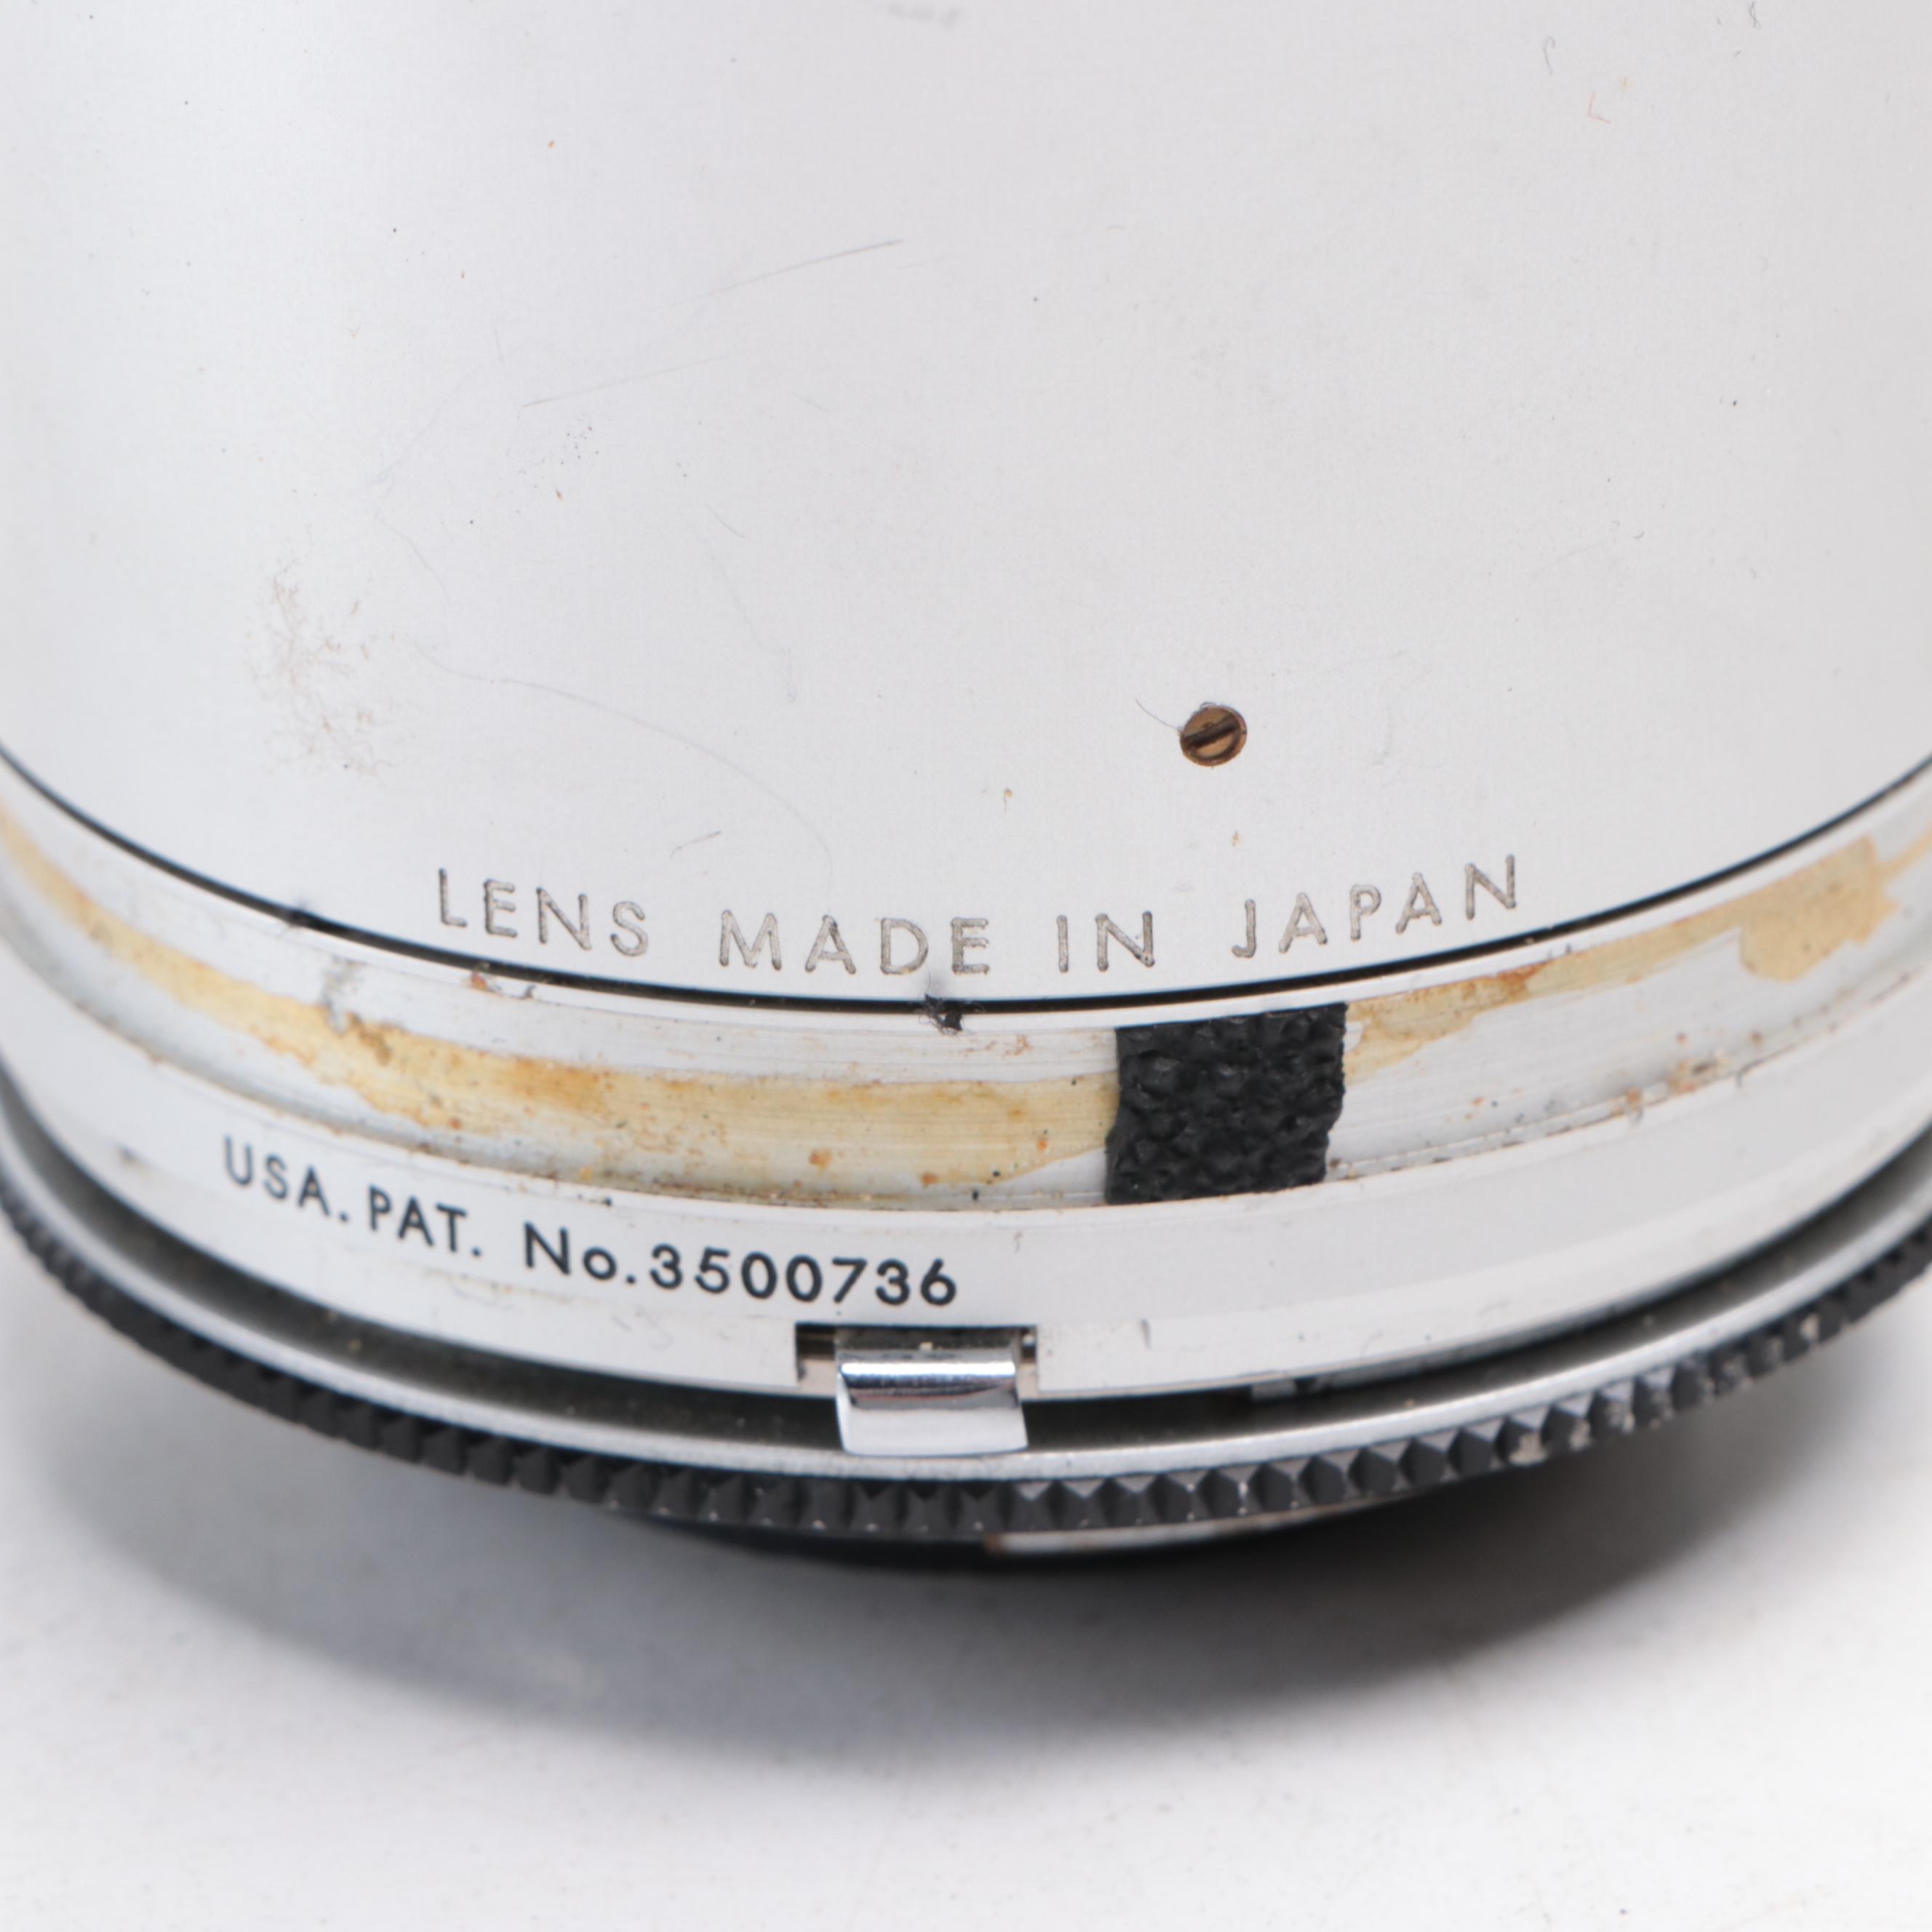 LENS MADE IN JAPAN
USA. PAT. No. 3500736